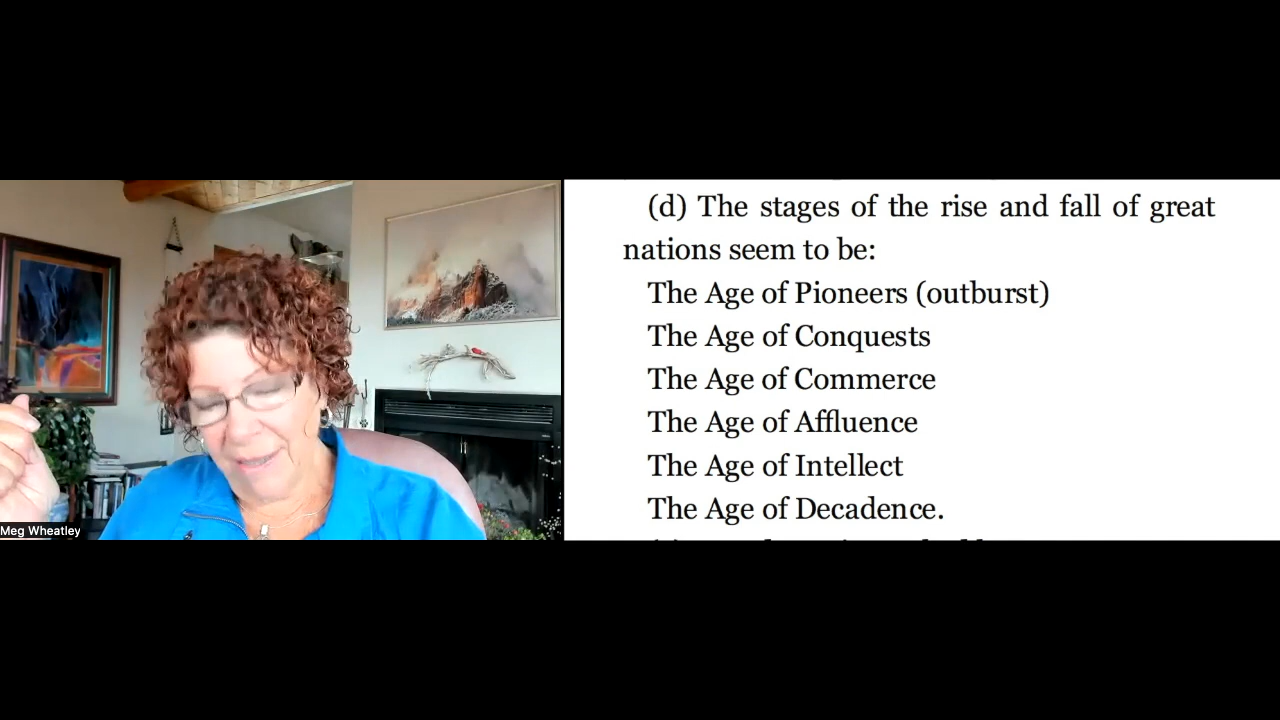 Meg Wheatley
(d) The stages of the rise and fall of great
nations seem to be:
The Age of Pioneers (outburst)
The Age of Conquests
The Age of Commerce
The Age of Affluence
The Age of Intellect
The Age of Decadence.